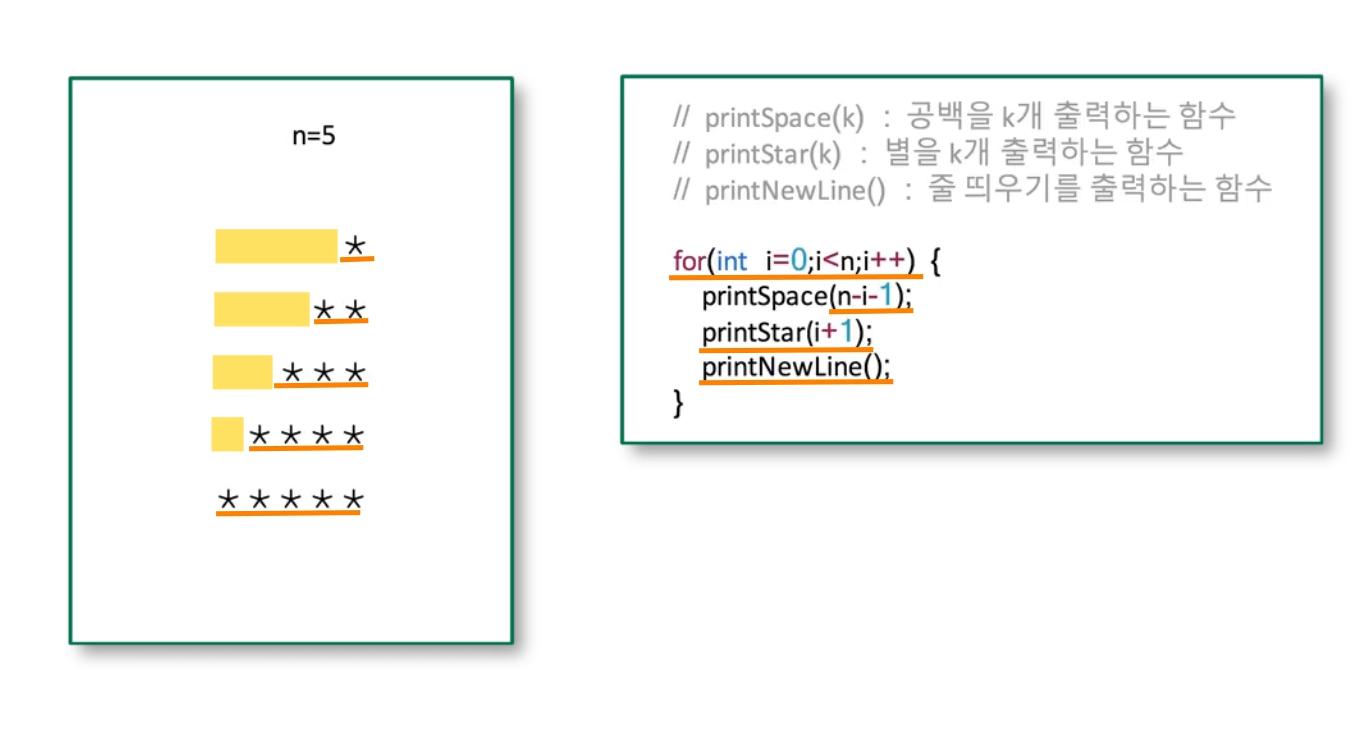 n=5
*
* *
* * *
* * * *
* * * * *
// printSpace(k) : 공백을 k개 출력하는 함수
// printStar(k) : 별을 k개 출력하는 함수
// printNewLine() : 줄 띄우기를 출력하는 함수
for(int i=0;i<n;i++) {
printSpace(n-i-1);
printStar(i+1);
printNewLine();
}